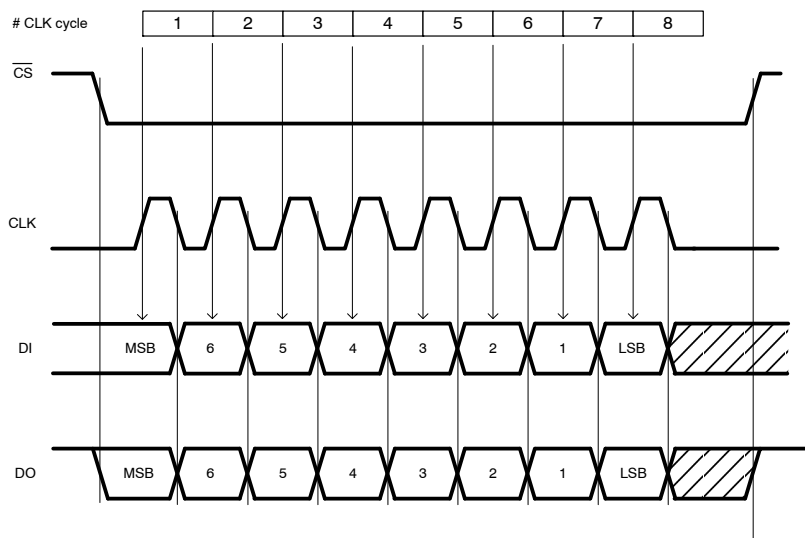 # CLK cycle 1 2 3 4 5 6 7 8
CS
CLK
DI MSB 6 5 4 3 2 1 LSB
DO MSB 6 5 4 3 2 1 LSB